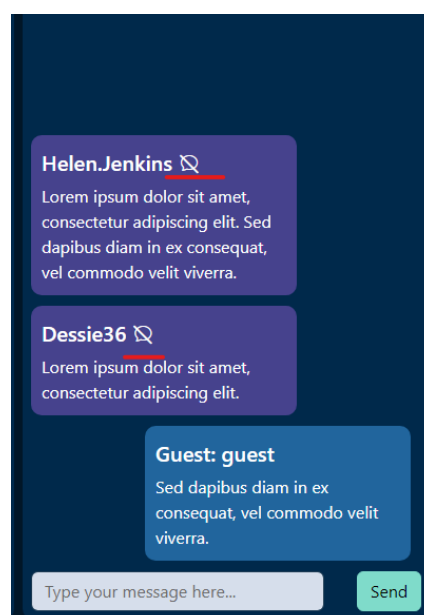 Helen.Jenkins
Lorem ipsum dolor sit amet,
consectetur adipiscing elit. Sed
dapibus diam in ex consequat,
vel commodo velit viverra.
Dessie36
Lorem ipsum dolor sit amet,
consectetur adipiscing elit.
Guest: guest
Sed dapibus diam in ex
consequat, vel commodo velit
viverra.
Type your message here... Send